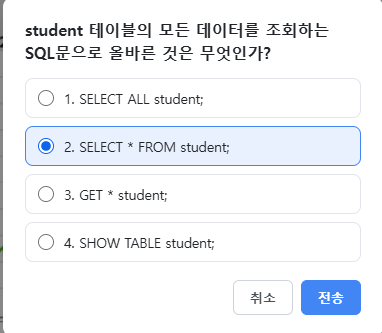 student 테이블의 모든 데이터를 조회하는
SQL문으로 올바른 것은 무엇인가?
1. SELECT ALL student;
2. SELECT * FROM student;
3. GET * student;
4. SHOW TABLE student;
취소 전송